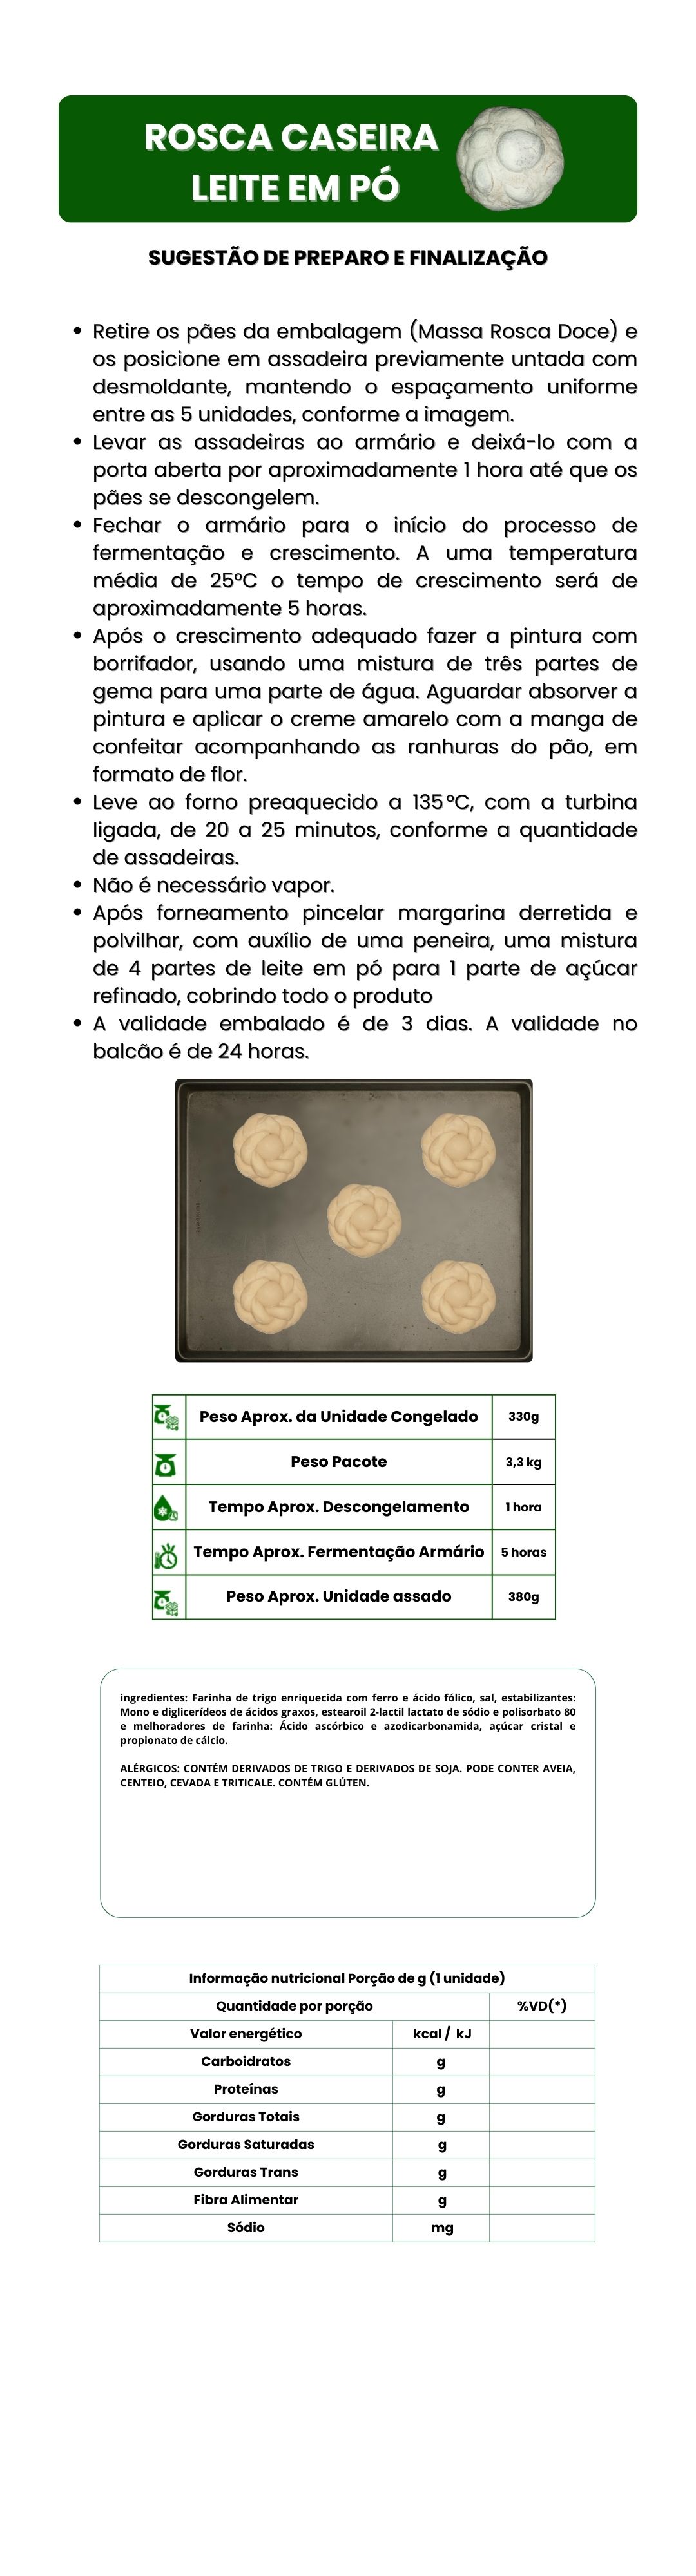 ROSCA CASEIRA
LEITE EM PÓ
SUGESTÃO DE PREPARO E FINALIZAÇÃO
• Retire os pães da embalagem (Massa Rosca Doce) e
os posicione em assadeira previamente untada com
desmoldante, mantendo o espaçamento uniforme
entre as 5 unidades, conforme a imagem.
• Levar as assadeiras ao armário e deixá-lo com a
porta aberta por aproximadamente 1 hora até que os
pães se descongelem.
• Fechar o armário para o início do processo de
fermentação e crescimento. A uma temperatura
média de 25°C o tempo de crescimento será de
aproximadamente 5 horas.
• Após o crescimento adequado fazer a pintura com
borrifador, usando uma mistura de três partes de
gema para uma parte de água. Aguardar absorver a
pintura e aplicar o creme amarelo com a manga de
confeitar acompanhando as ranhuras do pão, em
formato de flor.
• Leve ao forno preaquecido a 135°C, com a turbina
ligada, de 20 a 25 minutos, conforme a quantidade
de assadeiras.
• Não é necessário vapor.
• Após forneamento pincelar margarina derretida e
polvilhar, com auxílio de uma peneira, uma mistura
de 4 partes de leite em pó para 1 parte de açúcar
refinado, cobrindo todo o produto
• A validade embalado é de 3 dias. A validade no
balcão é de 24 horas.
Peso Aprox. da Unidade Congelado 330g
Peso Pacote 3,3 kg
Tempo Aprox. Descongelamento 1 hora
Tempo Aprox. Fermentação Armário 5 horas
Peso Aprox. Unidade assado 380g
ingredientes: Farinha de trigo enriquecida com ferro e ácido fólico, sal, estabilizantes:
Mono e diglicerídeos de ácidos graxos, estearoil 2-lactil lactato de sódio e polisorbato 80
e melhoradores de farinha: Ácido ascórbico e azodicarbonamida, açúcar cristal e
propionato de cálcio.
ALÉRGICOS: CONTÉM DERIVADOS DE TRIGO E DERIVADOS DE SOJA. PODE CONTER AVEIA,
CENTEIO, CEVADA E TRITICALE. CONTÉM GLÚTEN.
Informação nutricional Porção de g (1 unidade)
Quantidade por porção %VD(*)
Valor energético kcal / kJ
Carboidratos g
Proteínas g
Gorduras Totais g
Gorduras Saturadas g
Gorduras Trans g
Fibra Alimentar g
Sódio mg